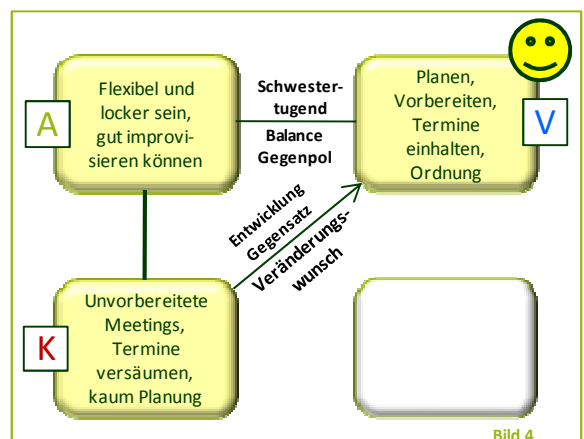 A
Flexibel und
locker sein,
gut improvi-
sieren können
Schwester-
tugend
Balance
Gegenpol
Planen,
Vorbereiten,
Termine
einhalten,
Ordnung
V
Entwicklung
Gegensatz
Veränderungs-
wunsch
K
Unvorbereitete
Meetings,
Termine
versäumen,
kaum Planung
Bild 4